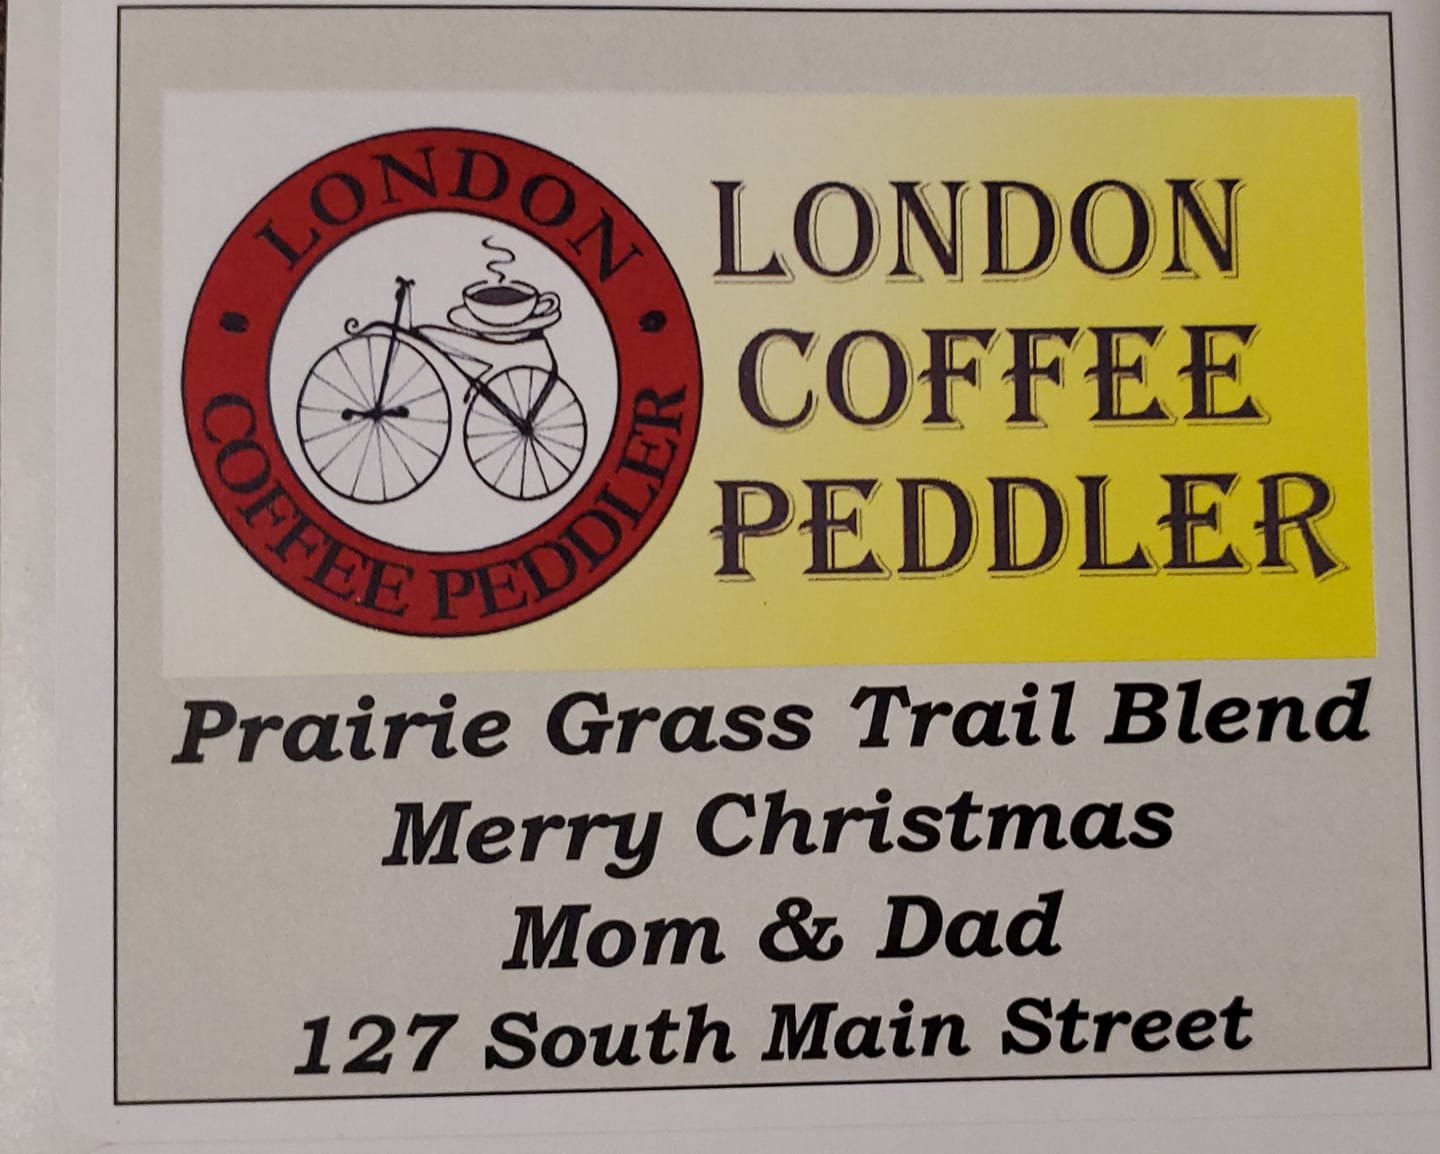 LONDON
COFFEE PEDDLER
LONDON
COFFEE
PEDDLER
Prairie Grass Trail Blend
Merry Christmas
Mom & Dad
127 South Main Street